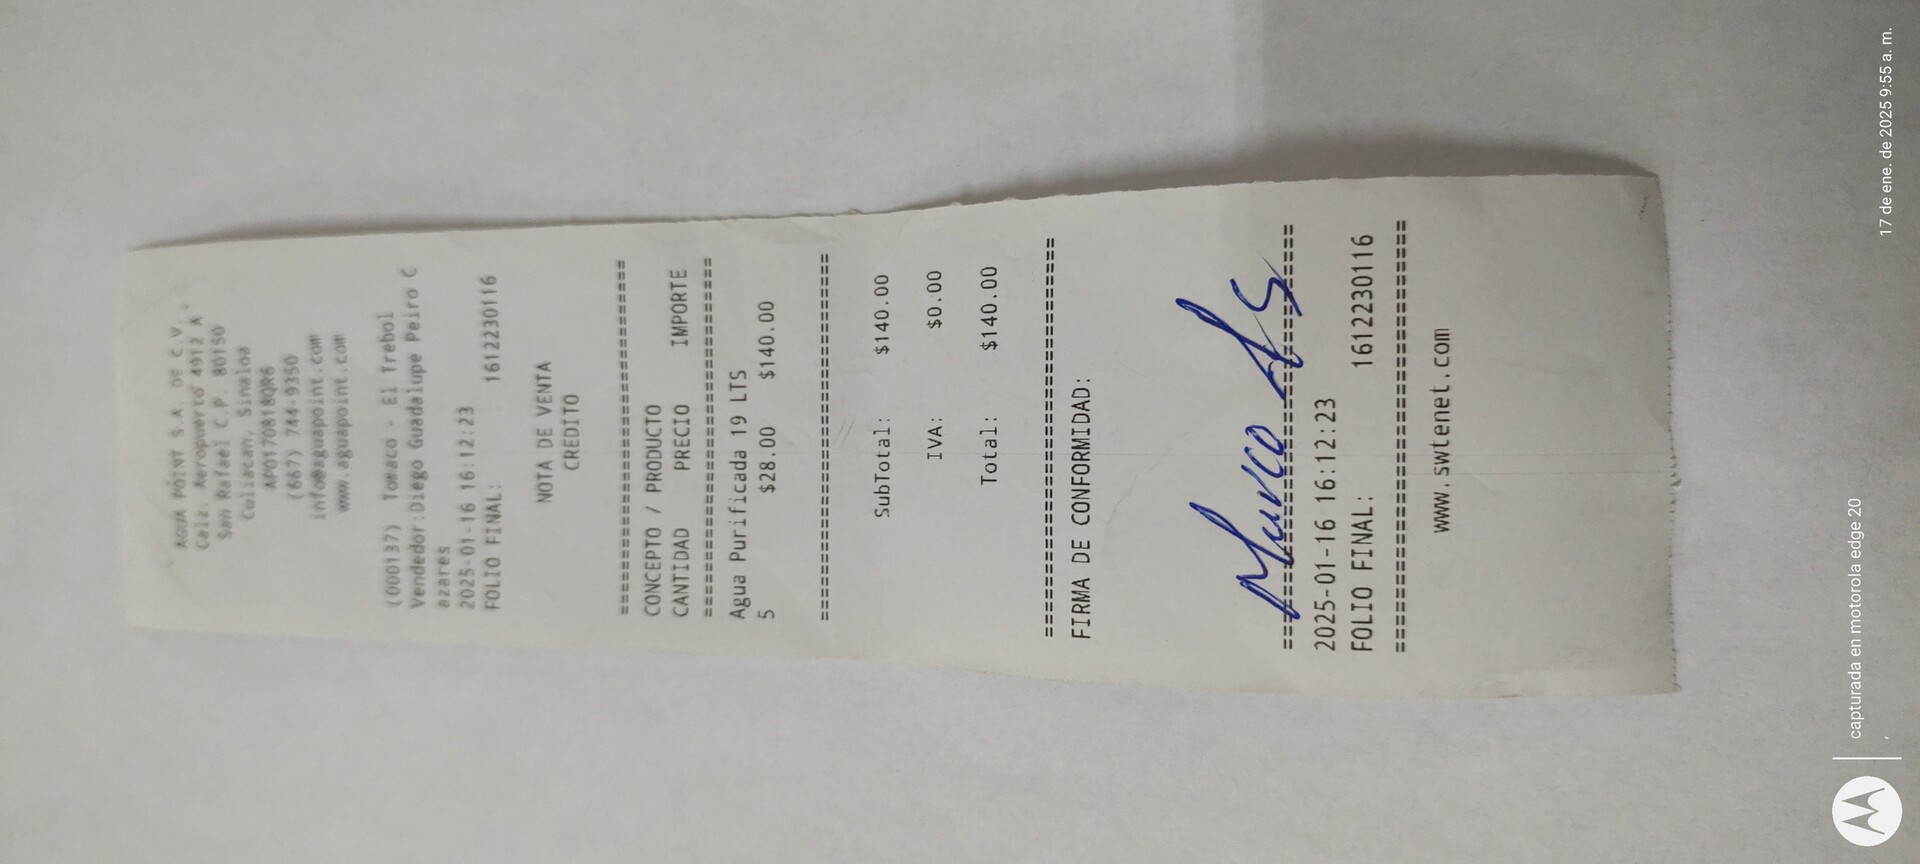 AGUA POINT S.A. DE C.V.
Calz. Aeropuerto 4912 A
San Rafael C.P. 80150
Culiacan, Sinaloa
APO170818QR6
(667) 744-9350
info@aguapoint.com
www.aguapoint.com
(000137) Tomaco - El Trebol
Vendedor:Diego Guadalupe Peiro C
azares
2025-01-16 16:12:23
FOLIO FINAL: 1612230116
NOTA DE VENTA
CREDITO
================================
CONCEPTO / PRODUCTO
CANTIDAD PRECIO IMPORTE
================================
Agua Purificada 19 LTS
5 $28.00 $140.00
================================
SubTotal: $140.00
IVA: $0.00
Total: $140.00
================================
FIRMA DE CONFORMIDAD:
Marco AS
================================
2025-01-16 16:12:23
FOLIO FINAL: 1612230116
================================
www.swtenet.com
capturada en motorola edge 20
,
17 de ene. de 2025 9:55 a. m.